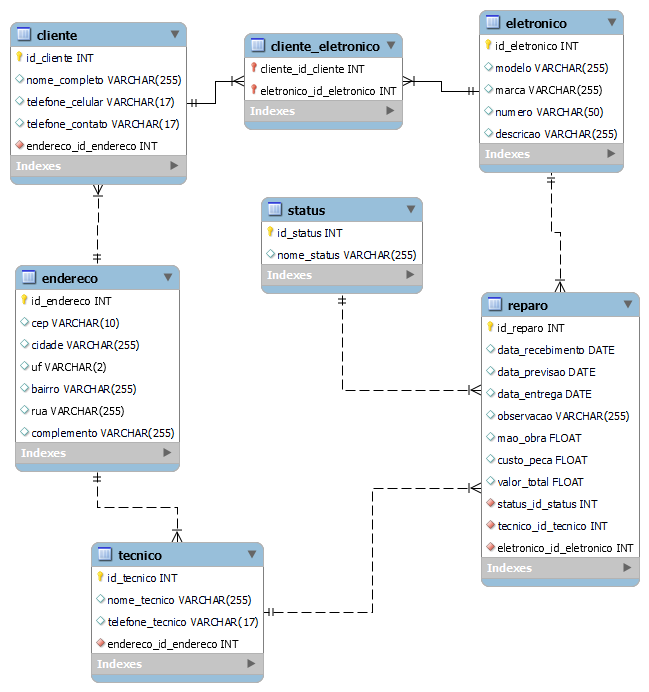 cliente
id_cliente INT
nome_completo VARCHAR(255)
telefone_celular VARCHAR(17)
telefone_contato VARCHAR(17)
endereco_id_endereco INT
Indexes
cliente_eletronico
cliente_id_cliente INT
eletronico_id_eletronico INT
Indexes
eletronico
id_eletronico INT
modelo VARCHAR(255)
marca VARCHAR(255)
numero VARCHAR(50)
descricao VARCHAR(255)
Indexes
status
id_status INT
nome_status VARCHAR(255)
Indexes
endereco
id_endereco INT
cep VARCHAR(10)
cidade VARCHAR(255)
uf VARCHAR(2)
bairro VARCHAR(255)
rua VARCHAR(255)
complemento VARCHAR(255)
Indexes
reparo
id_reparo INT
data_recebimento DATE
data_previsao DATE
data_entrega DATE
observacao VARCHAR(255)
mao_obra FLOAT
custo_peca FLOAT
valor_total FLOAT
status_id_status INT
tecnico_id_tecnico INT
eletronico_id_eletronico INT
Indexes
tecnico
id_tecnico INT
nome_tecnico VARCHAR(255)
telefone_tecnico VARCHAR(17)
endereco_id_endereco INT
Indexes